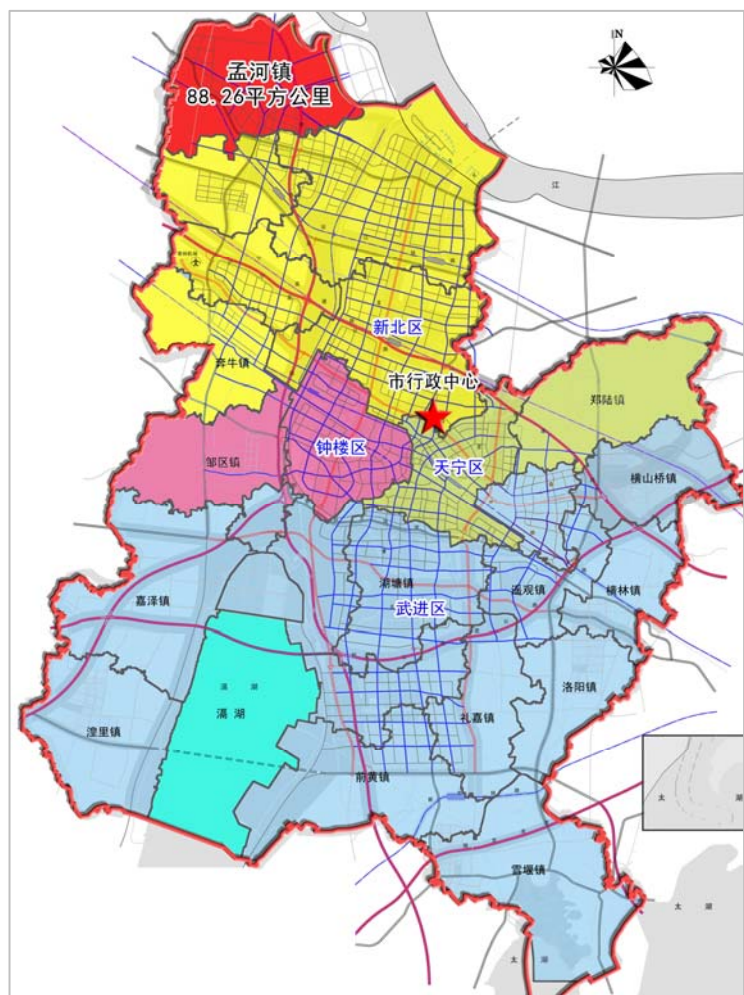 N
孟河镇
88.26平方公里
江
新北区
奔牛镇
市行政中心
郑陆镇
钟楼区
天宁区
邹区镇
横山桥镇
湖塘镇
遥观镇
横林镇
嘉泽镇
武进区
滆 湖
滆 湖
洛阳镇
湟里镇
礼嘉镇
前黄镇
太 湖
雪堰镇
太 湖
太 湖